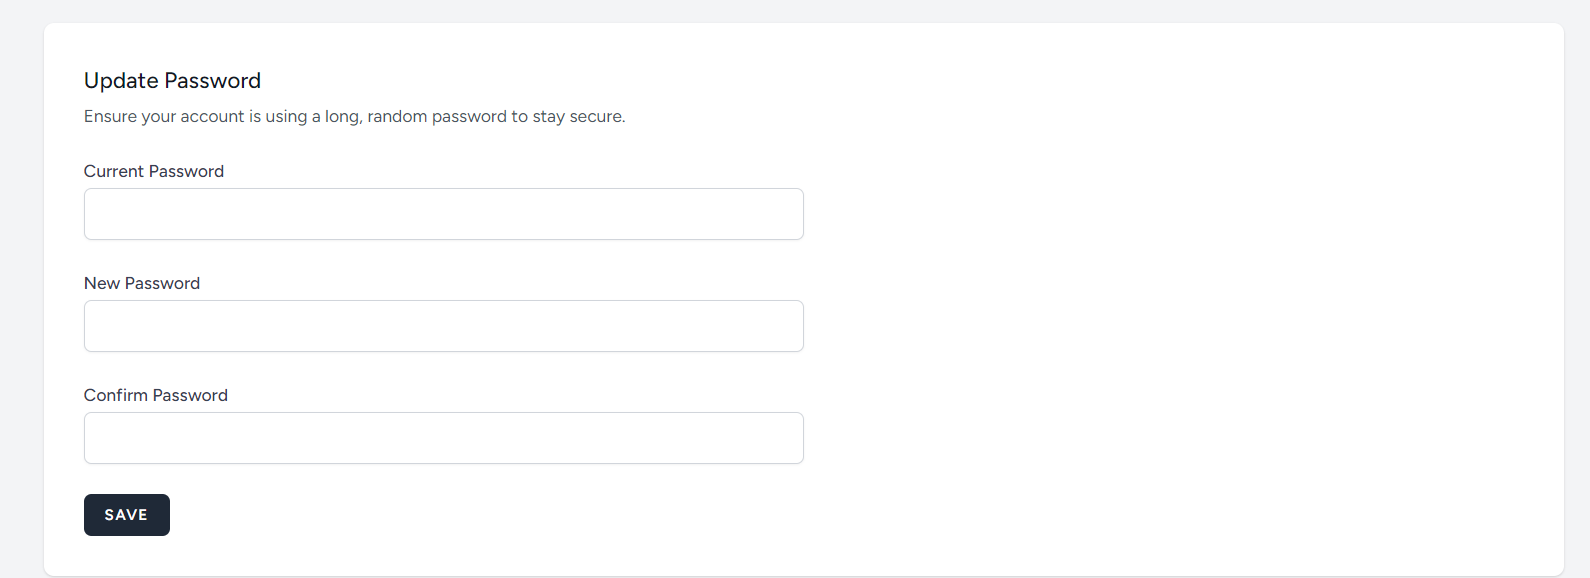 Update Password
Ensure your account is using a long, random password to stay secure.
Current Password
New Password
Confirm Password
SAVE